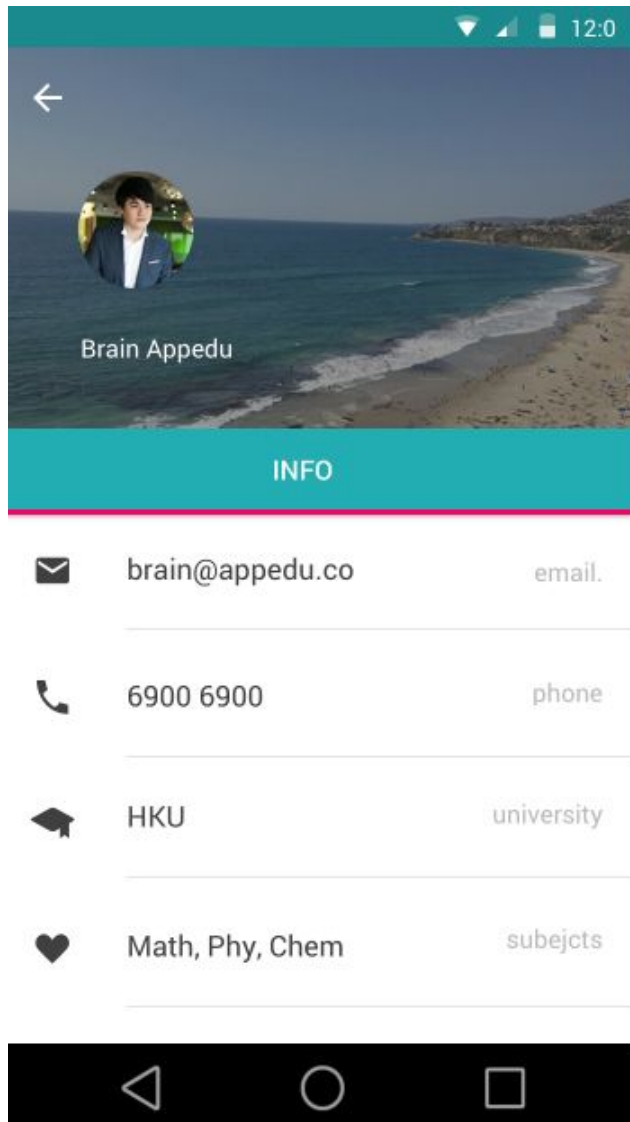 12:0
Brain Appedu
INFO
brain@appedu.co email.
6900 6900 phone
HKU university
Math, Phy, Chem subejcts